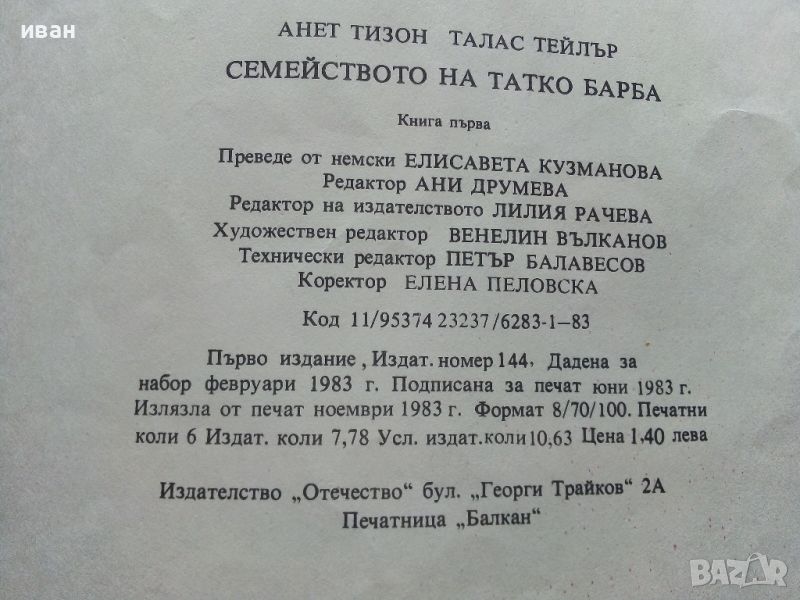 иван
АНЕТ ТИЗОН ТАЛАС ТЕЙЛЪР
СЕМЕЙСТВОТО НА ТАТКО БАРБА
Книга първа
Преведе от немски ЕЛИСАВЕТА КУЗМАНОВА
Редактор АНИ ДРУМЕВА
Редактор на издателството ЛИЛИЯ РАЧЕВА
Художествен редактор ВЕНЕЛИН ВЪЛКАНОВ
Технически редактор ПЕТЪР БАЛАВЕСОВ
Коректор ЕЛЕНА ПЕЛОВСКА
Код 11/95374 23237/6283-1-83
Първо издание, Издат. номер 144, Дадена за
набор февруари 1983 г. Подписана за печат юни 1983 г.
Излязла от печат ноември 1983 г. Формат 8/70/100. Печатни
коли 6 Издат. коли 7,78 Усл. издат. коли 10,63 Цена 1,40 лева
Издателство „Отечество" бул. „Георги Трайков" 2А
Печатница „Балкан"
BAZAR